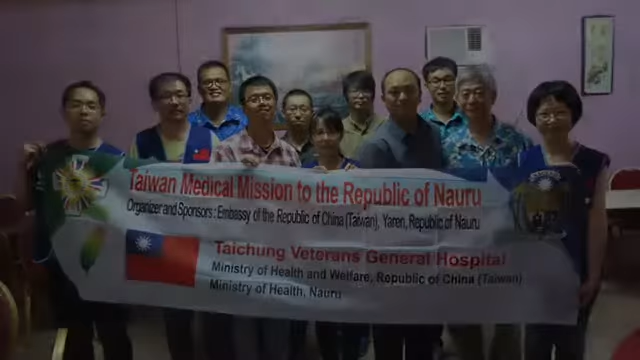 Taiwan Medical Mission to the Republic of Nauru
Organizer and Sponsors : Embassy of the Republic of China (Taiwan), Yaren, Republic of Nauru
Taichung Veterans General Hospital
Ministry of Health and Welfare, Republic of China (Taiwan)
Ministry of Health, Nauru